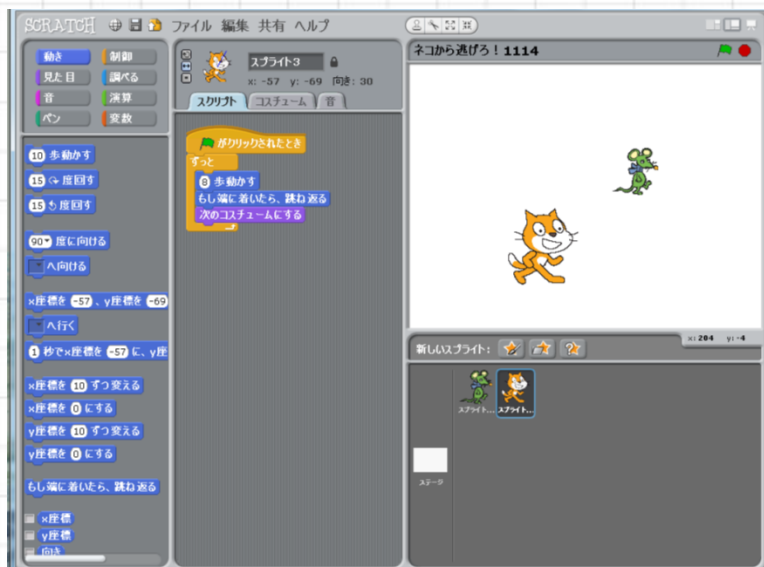 SCRATCH ファイル 編集 共有 ヘルプ
動き 制御
見た目 調べる
音 演算
ペン 変数
10 歩動かす
15 度回す
15 度回す
90 度に向ける
へ向ける
x座標を -57 、y座標を -69
へ行く
1 秒でx座標を -57 に、y座
x座標を 10 ずつ変える
x座標を 0 にする
y座標を 10 ずつ変える
y座標を 0 にする
もし端に着いたら、跳ね返る
x座標
y座標
向き
スプライト3
x: -57 y: -69 向き: 30
スクリプト コスチューム 音
がクリックされたとき
ずっと
歩動かす
もし端に着いたら、跳ね返る
次のコスチュームにする
ネコから逃げろ！1114
x: 204 y: -4
新しいスプライト:
スプライト... スプライト...
ステージ